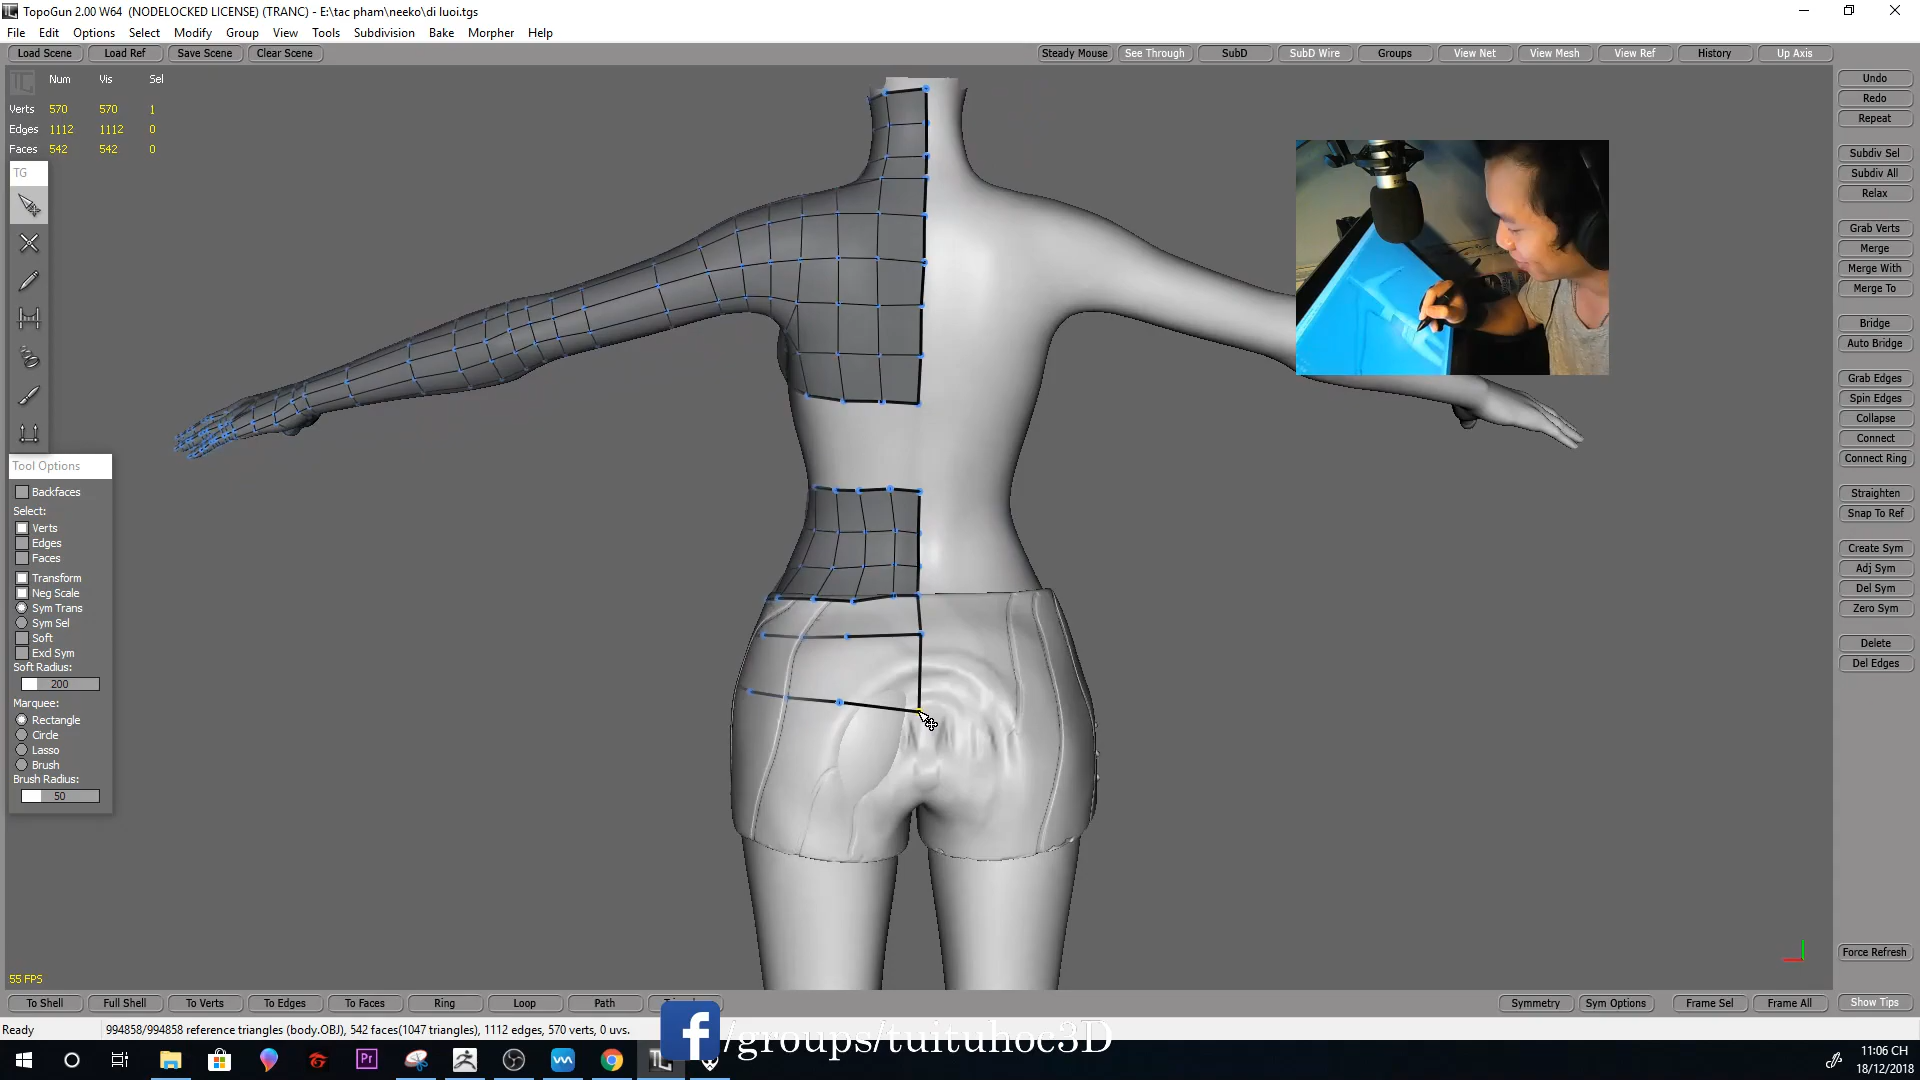 TopoGun 2.00 W64 (NODELOCKED LICENSE) (TRANC) - E:\tac pham\neeko\di luoi.tgs
File Edit Options Select Modify Group View Tools Subdivision Bake Morpher Help
Load Scene Load Ref Save Scene Clear Scene Steady Mouse See Through SubD SubD Wire Groups View Net View Mesh View Ref History Up Axis
Num Vis Sel
Verts 570 570 1
Edges 1112 1112 0
Faces 542 542 0
TG
Tool Options
Backfaces
Select:
Verts
Edges
Faces
Transform
Neg Scale
Sym Trans
Sym Sel
Soft
Excl Sym
Soft Radius:
200
Marquee:
Rectangle
Circle
Lasso
Brush
Brush Radius:
50
Undo
Redo
Repeat
Subdiv Sel
Subdiv All
Relax
Grab Verts
Merge
Merge With
Merge To
Bridge
Auto Bridge
Grab Edges
Spin Edges
Collapse
Connect
Connect Ring
Straighten
Snap To Ref
Create Sym
Adj Sym
Del Sym
Zero Sym
Delete
Del Edges
Force Refresh
Show Tips
55 FPS
To Shell Full Shell To Verts To Edges To Faces Ring Loop Path Symmetry Sym Options Frame Sel Frame All
Ready 994858/994858 reference triangles (body.OBJ), 542 faces(1047 triangles), 1112 edges, 570 verts, 0 uvs.
/groups/tuituhoc3D
11:06 CH
18/12/2018